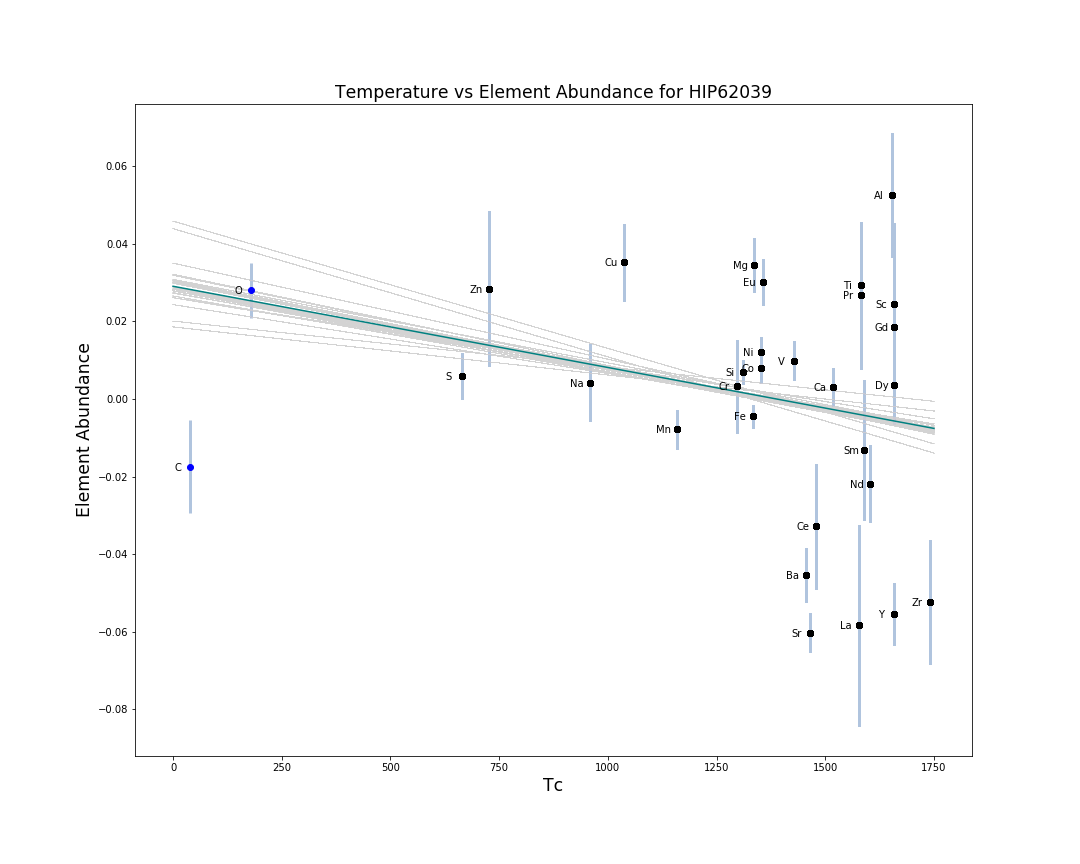 Temperature vs Element Abundance for HIP62039
Element Abundance
0.06
0.04
0.02
0.00
−0.02
−0.04
−0.06
−0.08
Al
Cu
Mg
Eu
O
Zn
Ti
Pr
Sc
Gd
Ni
V
Co
Si
S
Na
Cr
Ca
Dy
Fe
Mn
Sm
C
Nd
Ce
Ba
Zr
Y
La
Sr
0
250
500
750
1000
1250
1500
1750
Tc